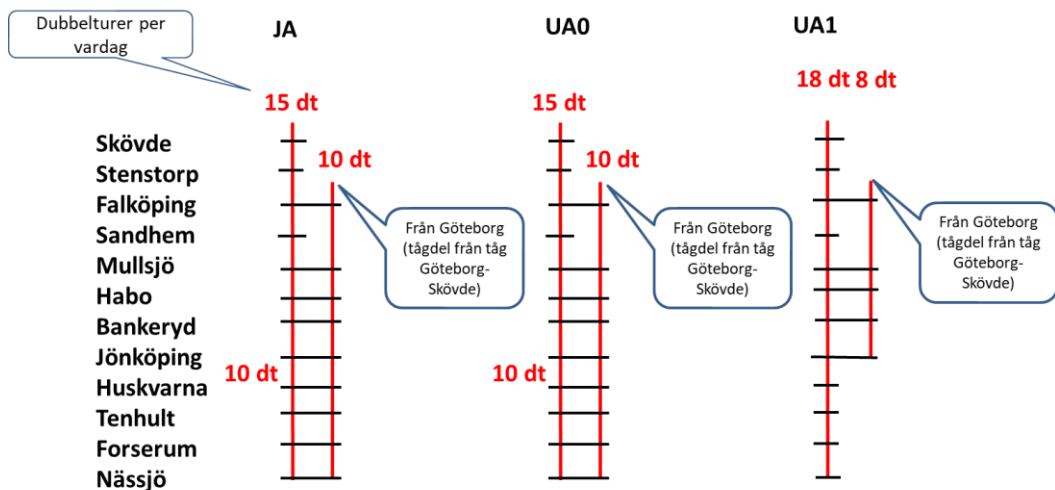 Dubbelturer per
vardag
JA
UA0
UA1
15 dt
15 dt
18 dt 8 dt
10 dt
10 dt
Skövde
Stenstorp
Falköping
Sandhem
Mullsjö
Habo
Bankeryd
Jönköping
Huskvarna
Tenhult
Forserum
Nässjö
Från Göteborg
(tågdel från tåg
Göteborg-
Skövde)
Från Göteborg
(tågdel från tåg
Göteborg-
Skövde)
Från Göteborg
(tågdel från tåg
Göteborg-
Skövde)
10 dt
10 dt